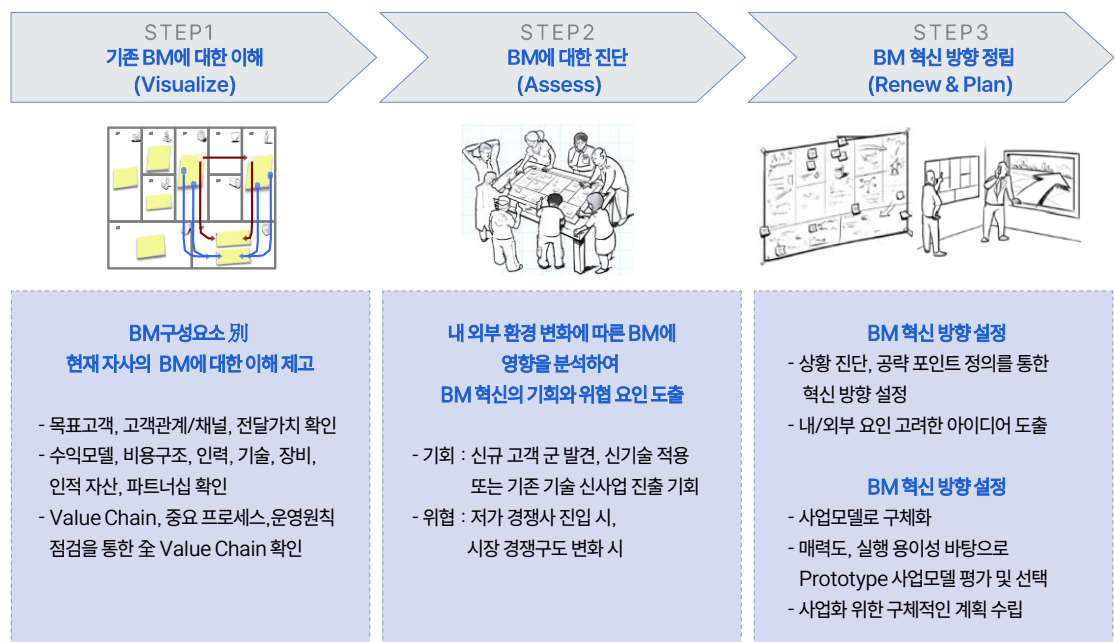 STEP1
기존 BM에 대한 이해
(Visualize)
STEP2
BM에 대한 진단
(Assess)
STEP3
BM 혁신 방향 정립
(Renew & Plan)
BM구성요소 別
현재 자사의 BM에 대한 이해 제고
- 목표고객, 고객관계/채널, 전달가치 확인
- 수익모델, 비용구조, 인력, 기술, 장비,
인적 자산, 파트너십 확인
- Value Chain, 중요 프로세스,운영원칙
점검을 통한 全 Value Chain 확인
내 외부 환경 변화에 따른 BM에
영향을 분석하여
BM 혁신의 기회와 위협 요인 도출
- 기회 : 신규 고객 군 발견, 신기술 적용
또는 기존 기술 신사업 진출 기회
- 위협 : 저가 경쟁사 진입 시,
시장 경쟁구도 변화 시
BM 혁신 방향 설정
- 상황 진단, 공략 포인트 정의를 통한
혁신 방향 설정
- 내/외부 요인 고려한 아이디어 도출
BM 혁신 방향 설정
- 사업모델로 구체화
- 매력도, 실행 용이성 바탕으로
Prototype 사업모델 평가 및 선택
- 사업화 위한 구체적인 계획 수립